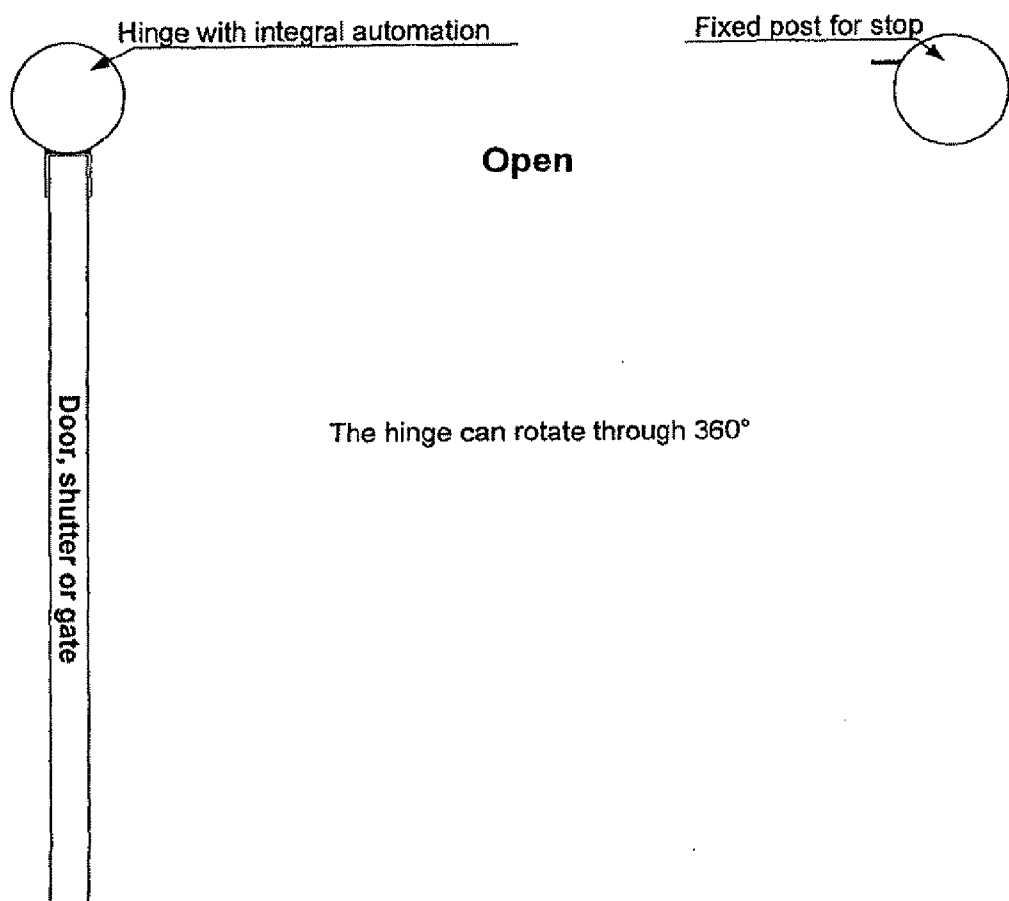 Hinge with integral automation
Fixed post for stop
Open
The hinge can rotate through 360°
Door, shutter or gate